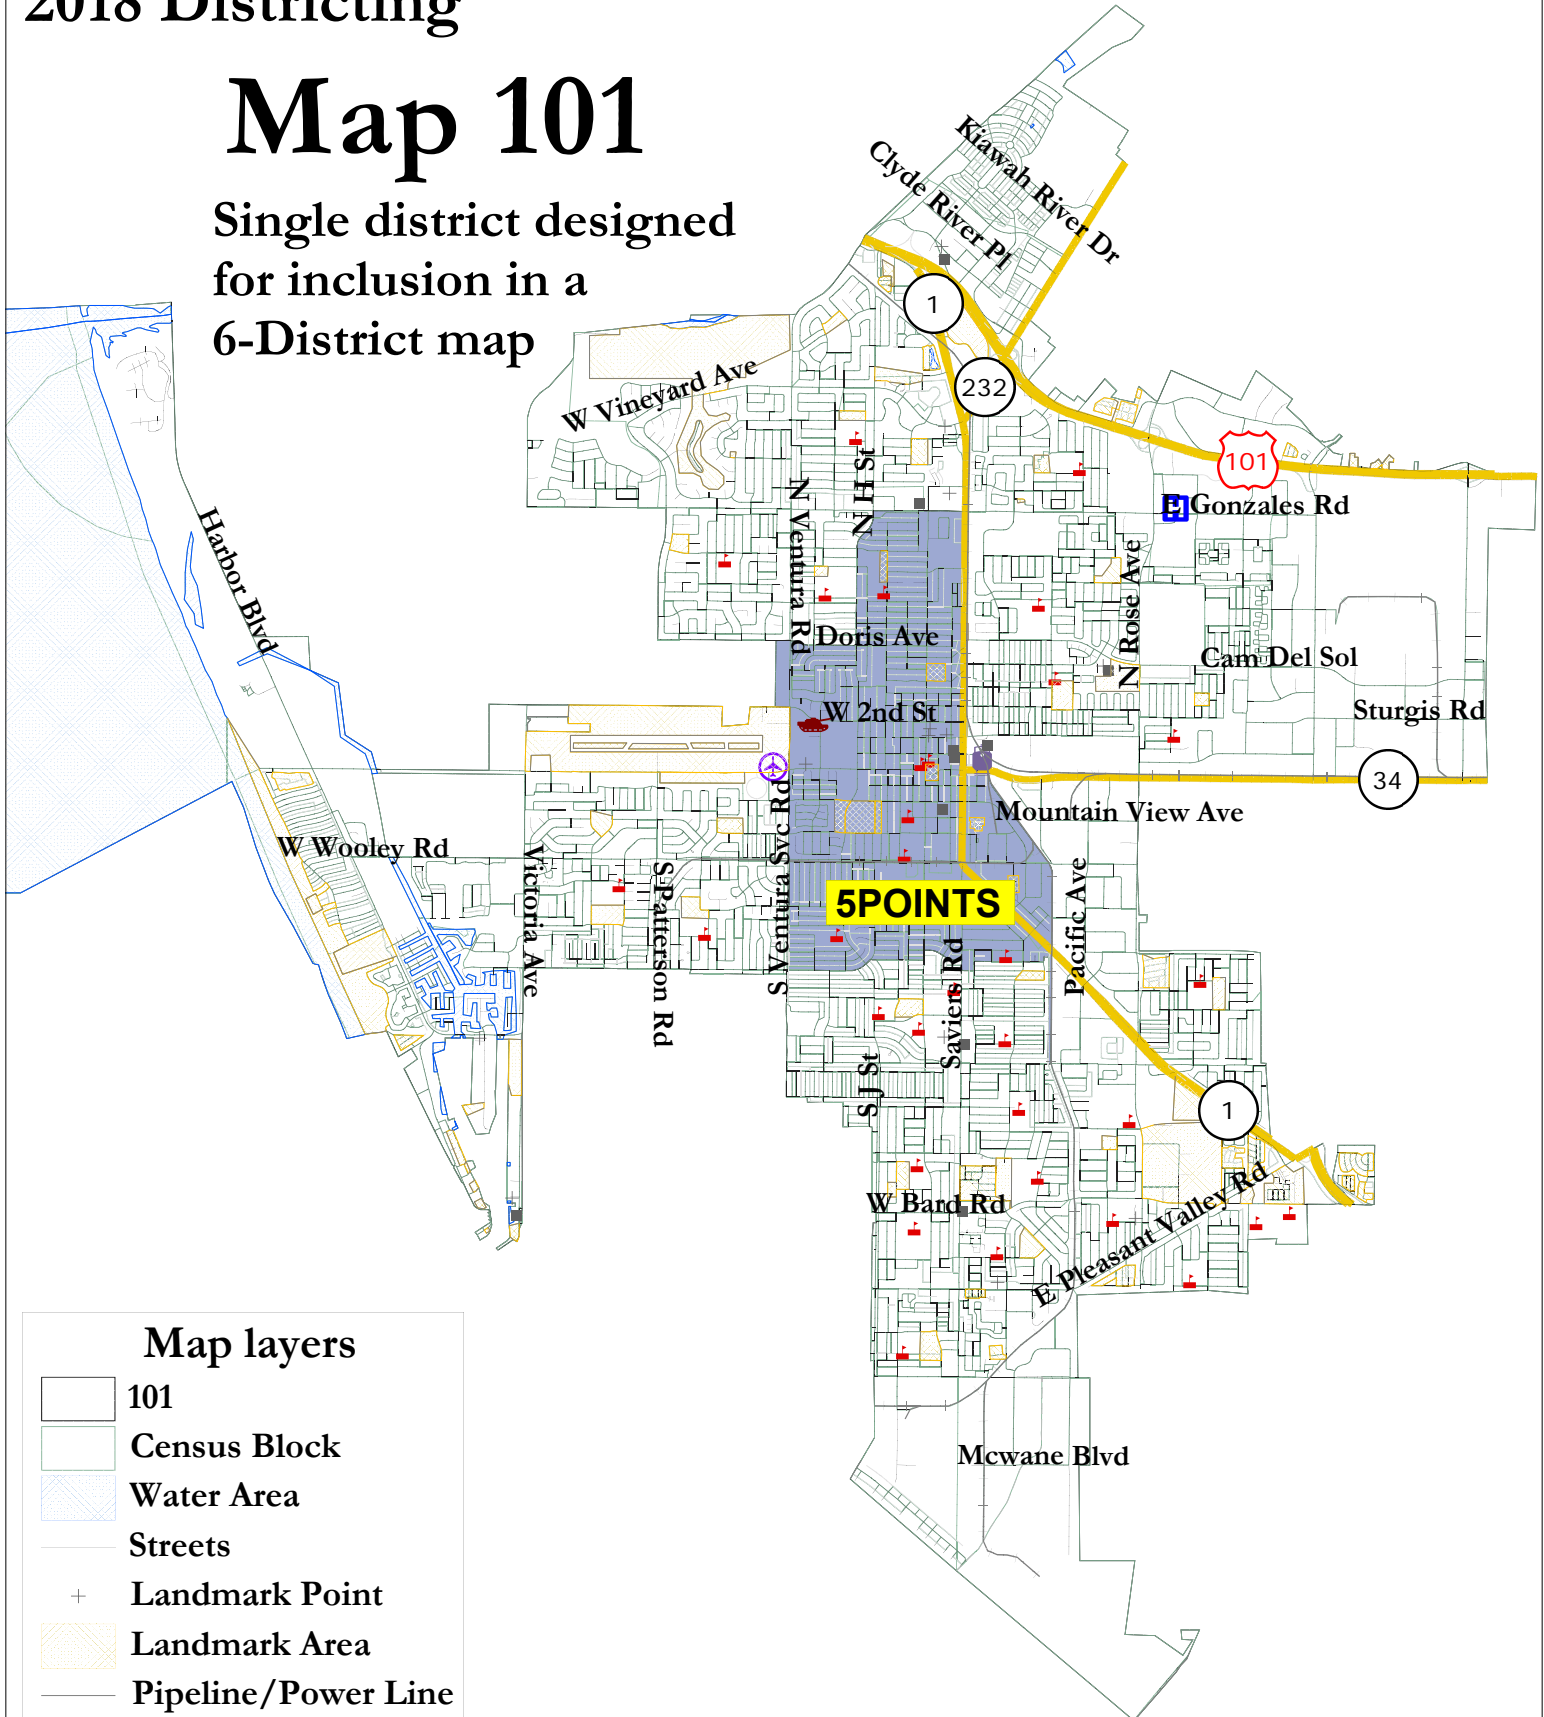 2018 Districting
Map 101
Single district designed
for inclusion in a
6-District map
Kiawah River Dr
Clyde River Pl
1
232
W Vineyard Ave
101
N H St
N Ventura Rd
E Gonzales Rd
H
Harbor Blvd
N Rose Ave
Doris Ave
Cam Del Sol
W 2nd St
Sturgis Rd
34
Mountain View Ave
S Ventura Svc Rd
W Wooley Rd
Victoria Ave
S Patterson Rd
Pacific Ave
5POINTS
Saviers Rd
S J St
1
W Bard Rd
E Pleasant Valley Rd
Mcwane Blvd
Map layers
101
Census Block
Water Area
Streets
Landmark Point
Landmark Area
Pipeline/Power Line